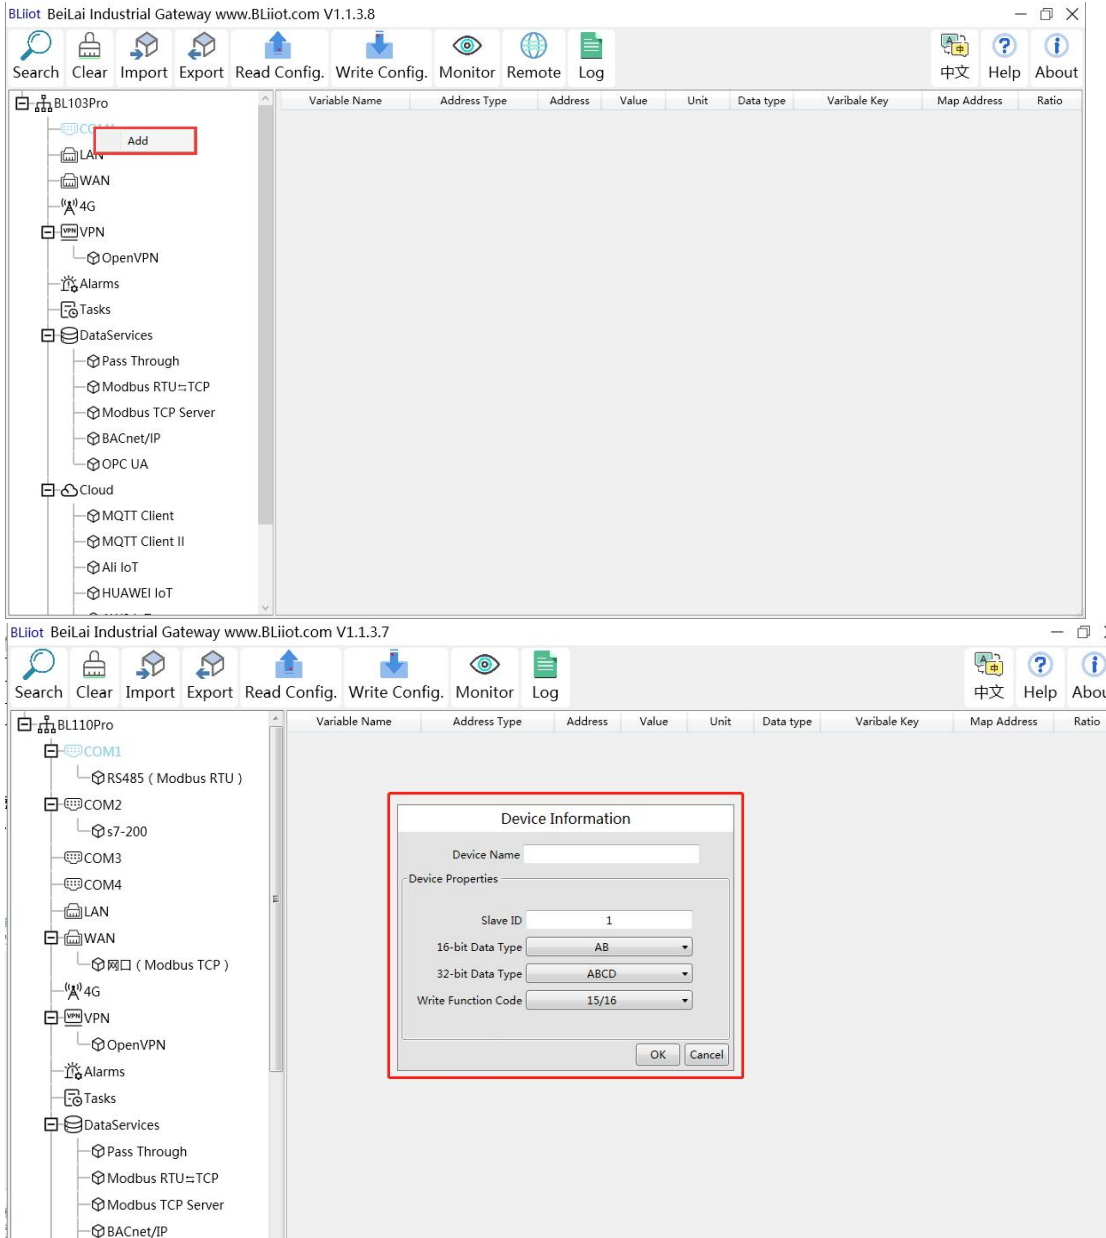 BLiiot BeiLai Industrial Gateway www.BLiiot.com V1.1.3.8
Search Clear Import Export Read Config. Write Config. Monitor Remote Log 中文 Help About
BL103Pro
Variable Name Address Type Address Value Unit Data type Varibale Key Map Address Ratio
Add
LAN
WAN
4G
VPN
OpenVPN
Alarms
Tasks
DataServices
Pass Through
Modbus RTU⇆TCP
Modbus TCP Server
BACnet/IP
OPC UA
Cloud
MQTT Client
MQTT Client II
Ali IoT
HUAWEI IoT
BLiiot BeiLai Industrial Gateway www.BLiiot.com V1.1.3.7
Search Clear Import Export Read Config. Write Config. Monitor Log 中文 Help Abou
BL110Pro
Variable Name Address Type Address Value Unit Data type Varibale Key Map Address Ratio
COM1
RS485 ( Modbus RTU )
COM2
s7-200
COM3
COM4
LAN
WAN
网口 ( Modbus TCP )
4G
VPN
OpenVPN
Alarms
Tasks
DataServices
Pass Through
Modbus RTU⇆TCP
Modbus TCP Server
BACnet/IP
Device Information
Device Name
Device Properties
Slave ID 1
16-bit Data Type AB
32-bit Data Type ABCD
Write Function Code 15/16
OK Cancel